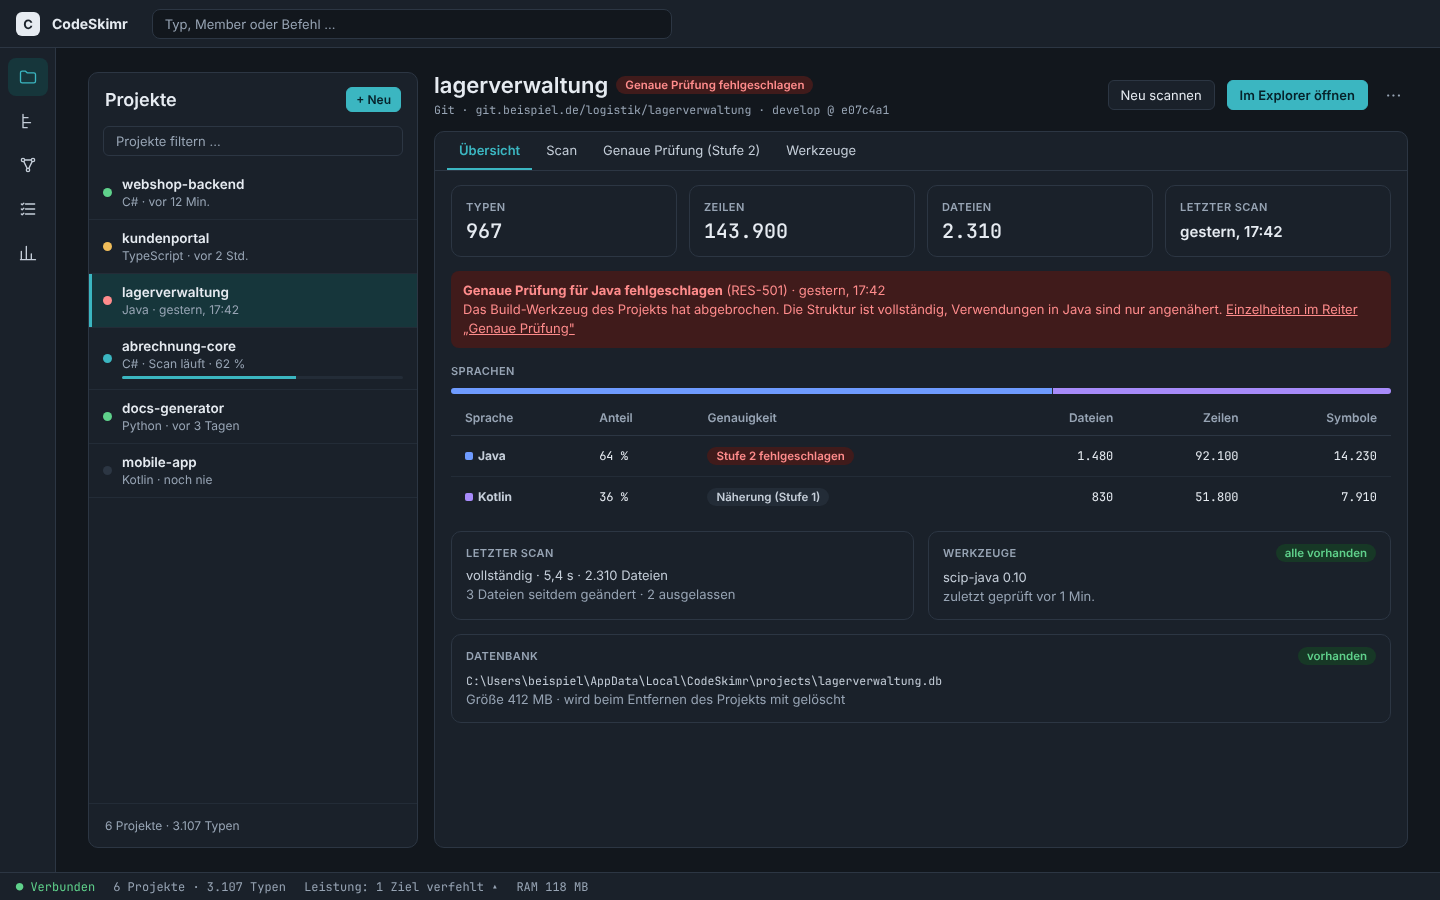 C CodeSkimr Typ, Member oder Befehl ...
Projekte
+ Neu
Projekte filtern ...
webshop-backend
C# · vor 12 Min.
kundenportal
TypeScript · vor 2 Std.
lagerverwaltung
Java · gestern, 17:42
abrechnung-core
C# · Scan läuft · 62 %
docs-generator
Python · vor 3 Tagen
mobile-app
Kotlin · noch nie
6 Projekte · 3.107 Typen
lagerverwaltung Genaue Prüfung fehlgeschlagen
Git · git.beispiel.de/logistik/lagerverwaltung · develop @ e07c4a1
Neu scannen Im Explorer öffnen ...
Übersicht Scan Genaue Prüfung (Stufe 2) Werkzeuge
TYPEN
967
ZEILEN
143.900
DATEIEN
2.310
LETZTER SCAN
gestern, 17:42
Genaue Prüfung für Java fehlgeschlagen (RES-501) · gestern, 17:42
Das Build-Werkzeug des Projekts hat abgebrochen. Die Struktur ist vollständig, Verwendungen in Java sind nur angenähert. Einzelheiten im Reiter
„Genaue Prüfung"
SPRACHEN
Sprache Anteil Genauigkeit Dateien Zeilen Symbole
Java 64 % Stufe 2 fehlgeschlagen 1.480 92.100 14.230
Kotlin 36 % Näherung (Stufe 1) 830 51.800 7.910
LETZTER SCAN
vollständig · 5,4 s · 2.310 Dateien
3 Dateien seitdem geändert · 2 ausgelassen
WERKZEUGE alle vorhanden
scip-java 0.10
zuletzt geprüft vor 1 Min.
DATENBANK vorhanden
C:\Users\beispiel\AppData\Local\CodeSkimr\projects\lagerverwaltung.db
Größe 412 MB · wird beim Entfernen des Projekts mit gelöscht
Verbunden 6 Projekte · 3.107 Typen Leistung: 1 Ziel verfehlt ▴ RAM 118 MB